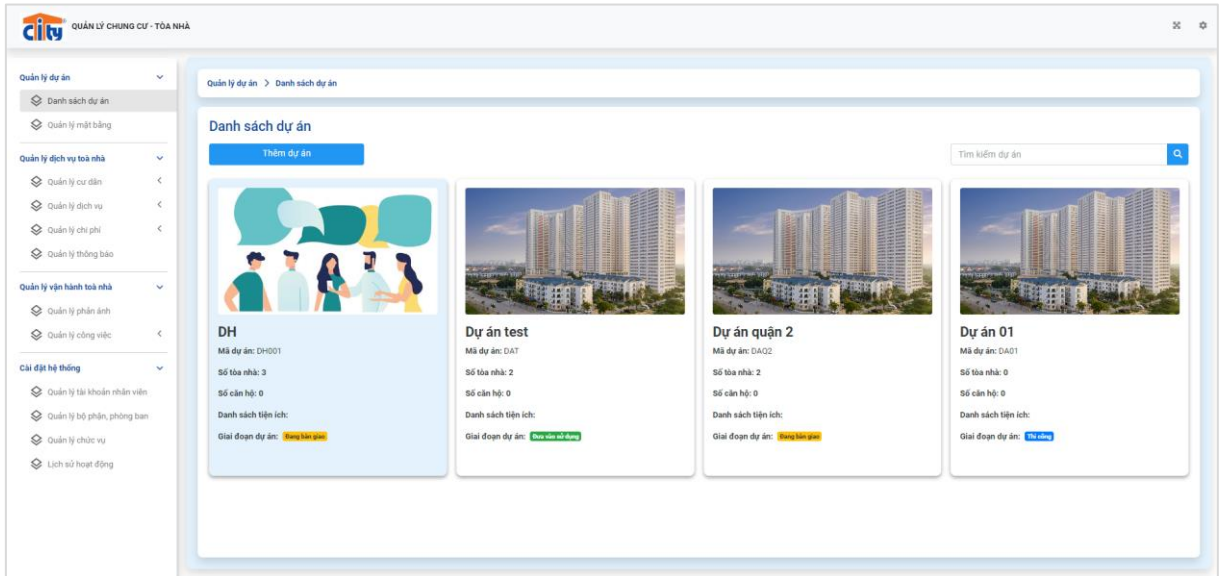 city QUẢN LÝ CHUNG CƯ - TÒA NHÀ
Quản lý dự án
Danh sách dự án
Quản lý mặt bằng
Quản lý dịch vụ toà nhà
Quản lý cư dân
Quản lý dịch vụ
Quản lý chi phí
Quản lý thông báo
Quản lý vận hành toà nhà
Quản lý phản ánh
Quản lý công việc
Cài đặt hệ thống
Quản lý tài khoản nhân viên
Quản lý bộ phận, phòng ban
Quản lý chức vụ
Lịch sử hoạt động
Quản lý dự án > Danh sách dự án
Danh sách dự án
Thêm dự án
Tìm kiếm dự án
DH
Mã dự án: DH001
Số tòa nhà: 3
Số căn hộ: 0
Danh sách tiện ích:
Giai đoạn dự án: Đang bàn giao
Dự án test
Mã dự án: DAT
Số tòa nhà: 2
Số căn hộ: 0
Danh sách tiện ích:
Giai đoạn dự án: Đưa vào sử dụng
Dự án quận 2
Mã dự án: DAQ2
Số tòa nhà: 2
Số căn hộ: 0
Danh sách tiện ích:
Giai đoạn dự án: Đang bàn giao
Dự án 01
Mã dự án: DA01
Số tòa nhà: 0
Số căn hộ: 0
Danh sách tiện ích:
Giai đoạn dự án: Thi công